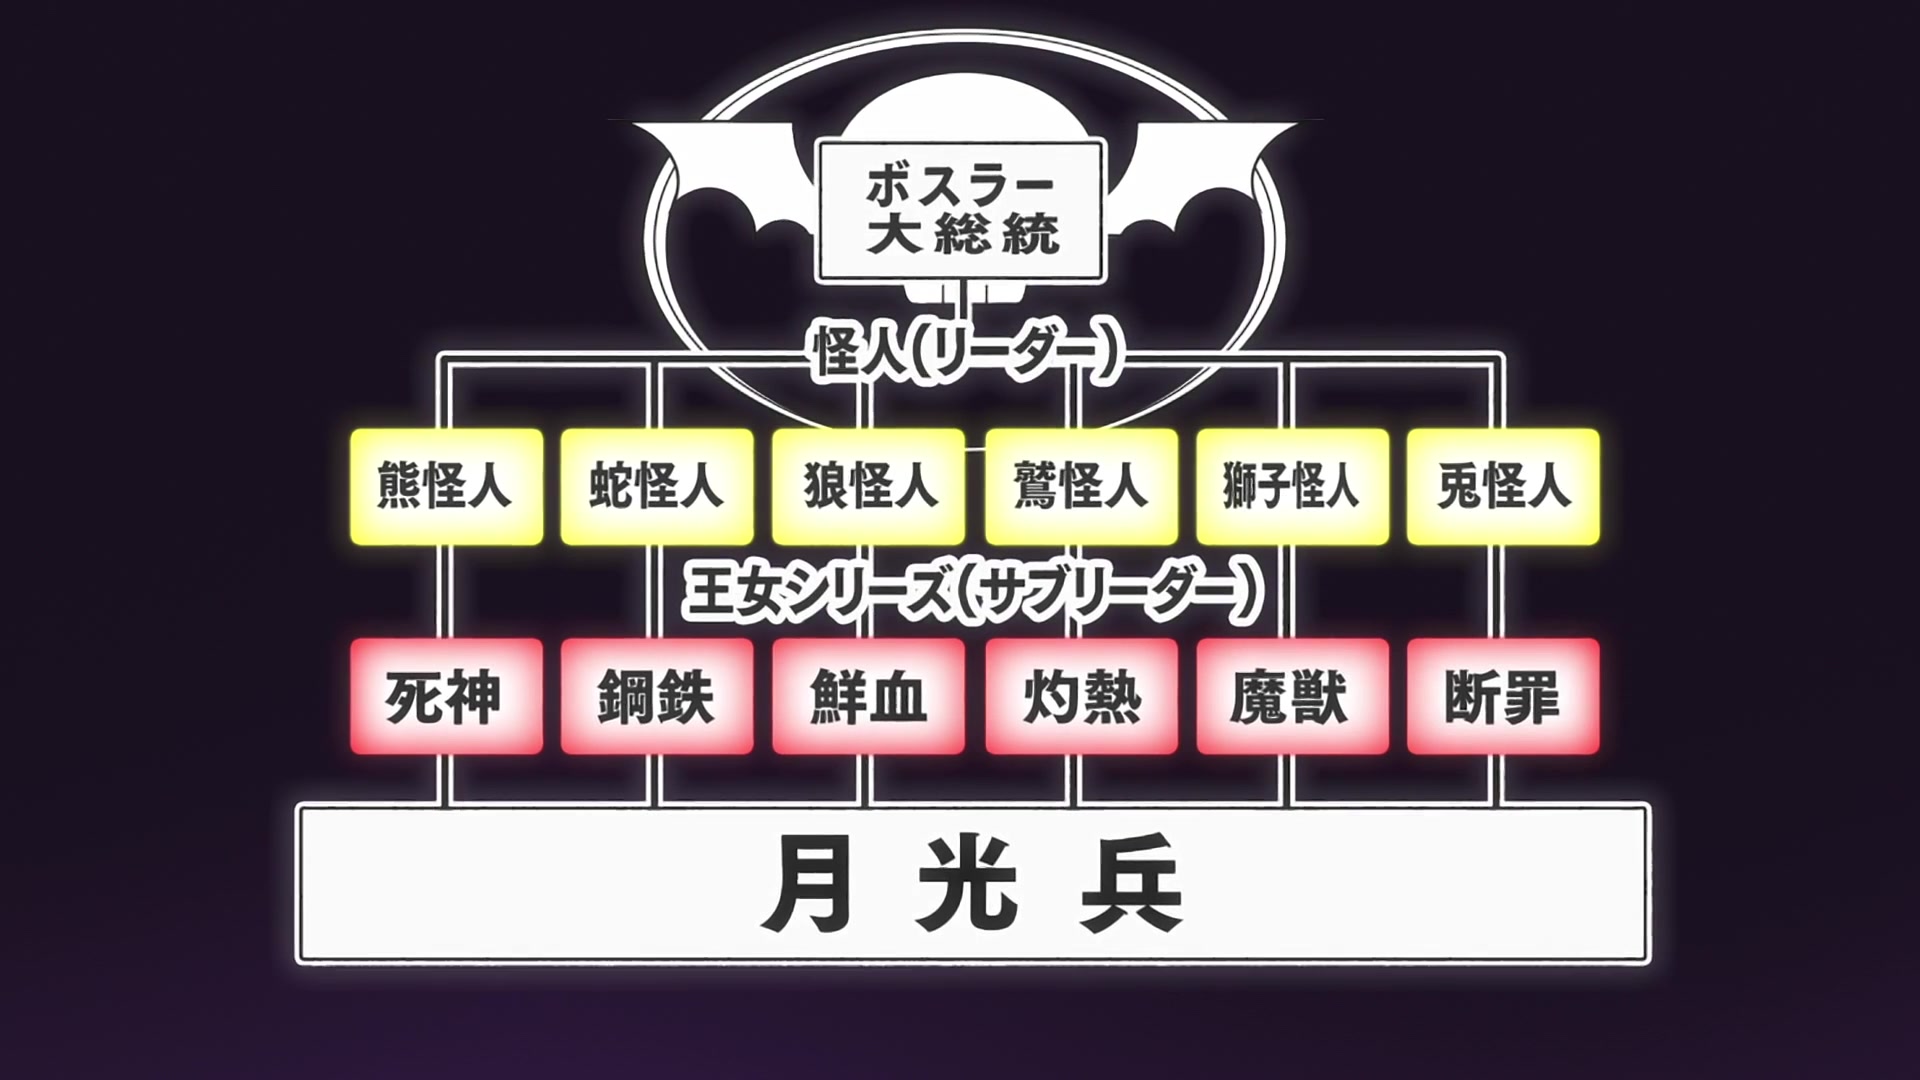 ボスラー
大総統
怪人(リーダー)
熊怪人 蛇怪人 狼怪人 鷲怪人 獅子怪人 兎怪人
王女シリーズ(サブリーダー)
死神 鋼鉄 鮮血 灼熱 魔獣 断罪
月光兵